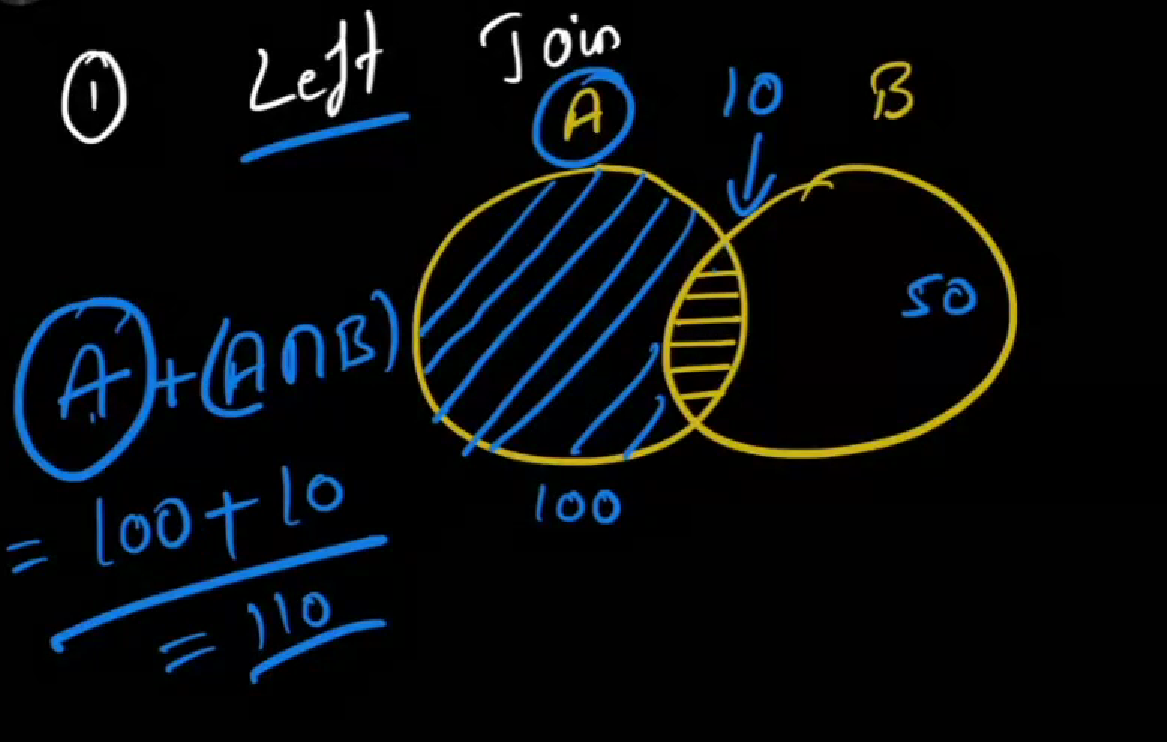 ① Left Join
A 10 B
50
A+(A∩B)
100
= 100+10
= 110